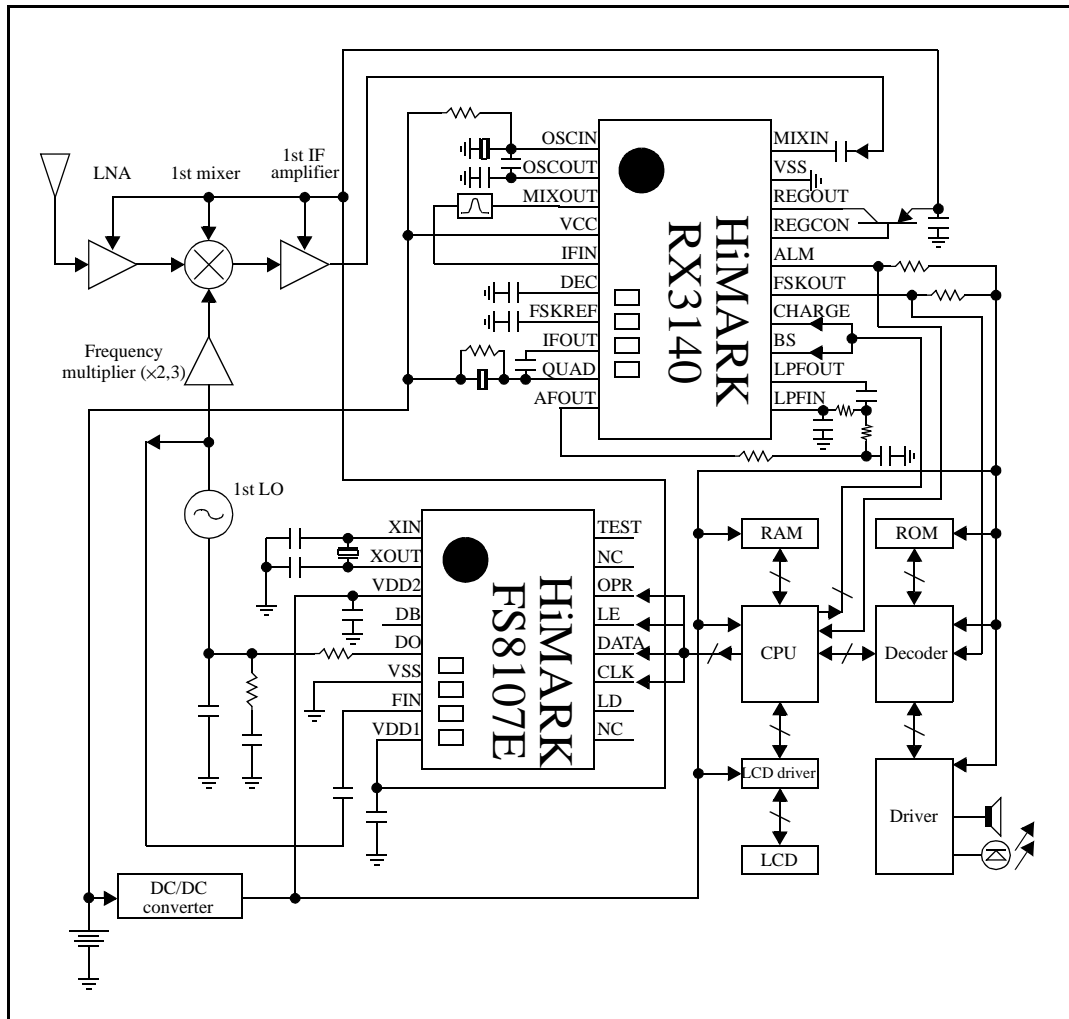 LNA
1st mixer
1st IF
amplifier
Frequency
multiplier (×2,3)
1st LO
OSCIN
OSCOUT
MIXOUT
VCC
IFIN
DEC
FSKREF
IFOUT
QUAD
AFOUT
HiMARK
RX3140
MIXIN
VSS
REGOUT
REGCON
ALM
FSKOUT
CHARGE
BS
LPFOUT
LPFIN
XIN
XOUT
VDD2
DB
DO
VSS
FIN
VDD1
HiMARK
FS8107E
TEST
NC
OPR
LE
DATA
CLK
LD
NC
RAM
ROM
CPU
Decoder
LCD driver
Driver
LCD
DC/DC
converter